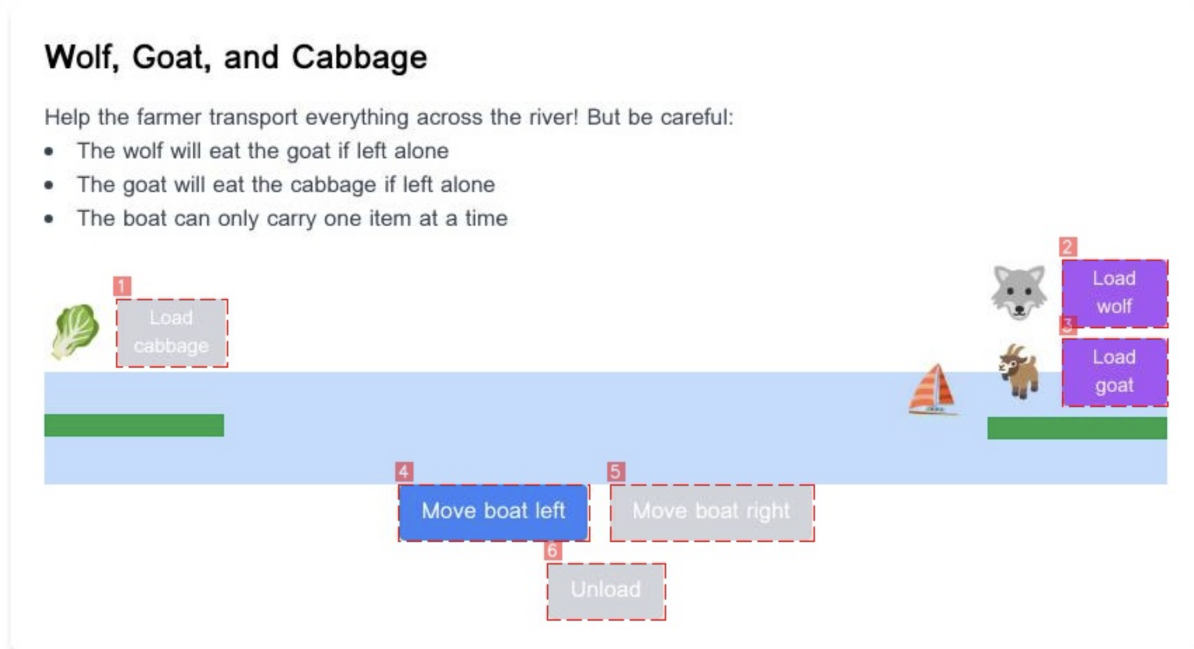 Wolf, Goat, and Cabbage
Help the farmer transport everything across the river! But be careful:
• The wolf will eat the goat if left alone
• The goat will eat the cabbage if left alone
• The boat can only carry one item at a time
1
Load
cabbage
2
Load
wolf
3
Load
goat
4
Move boat left
5
Move boat right
6
Unload